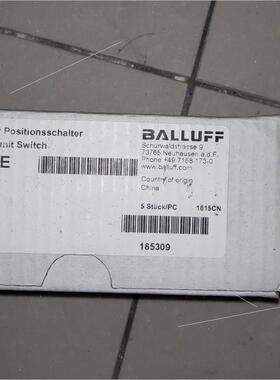 r Positionsschalter
mit Switch
E
BALLUFF
Schurwaldstrasse 9
73765 Neuhausen a.d.F.
Phone +49 7158 173-0
www.balluff.com
Country of origin
China
5 Stück/PC 1815CN
185309